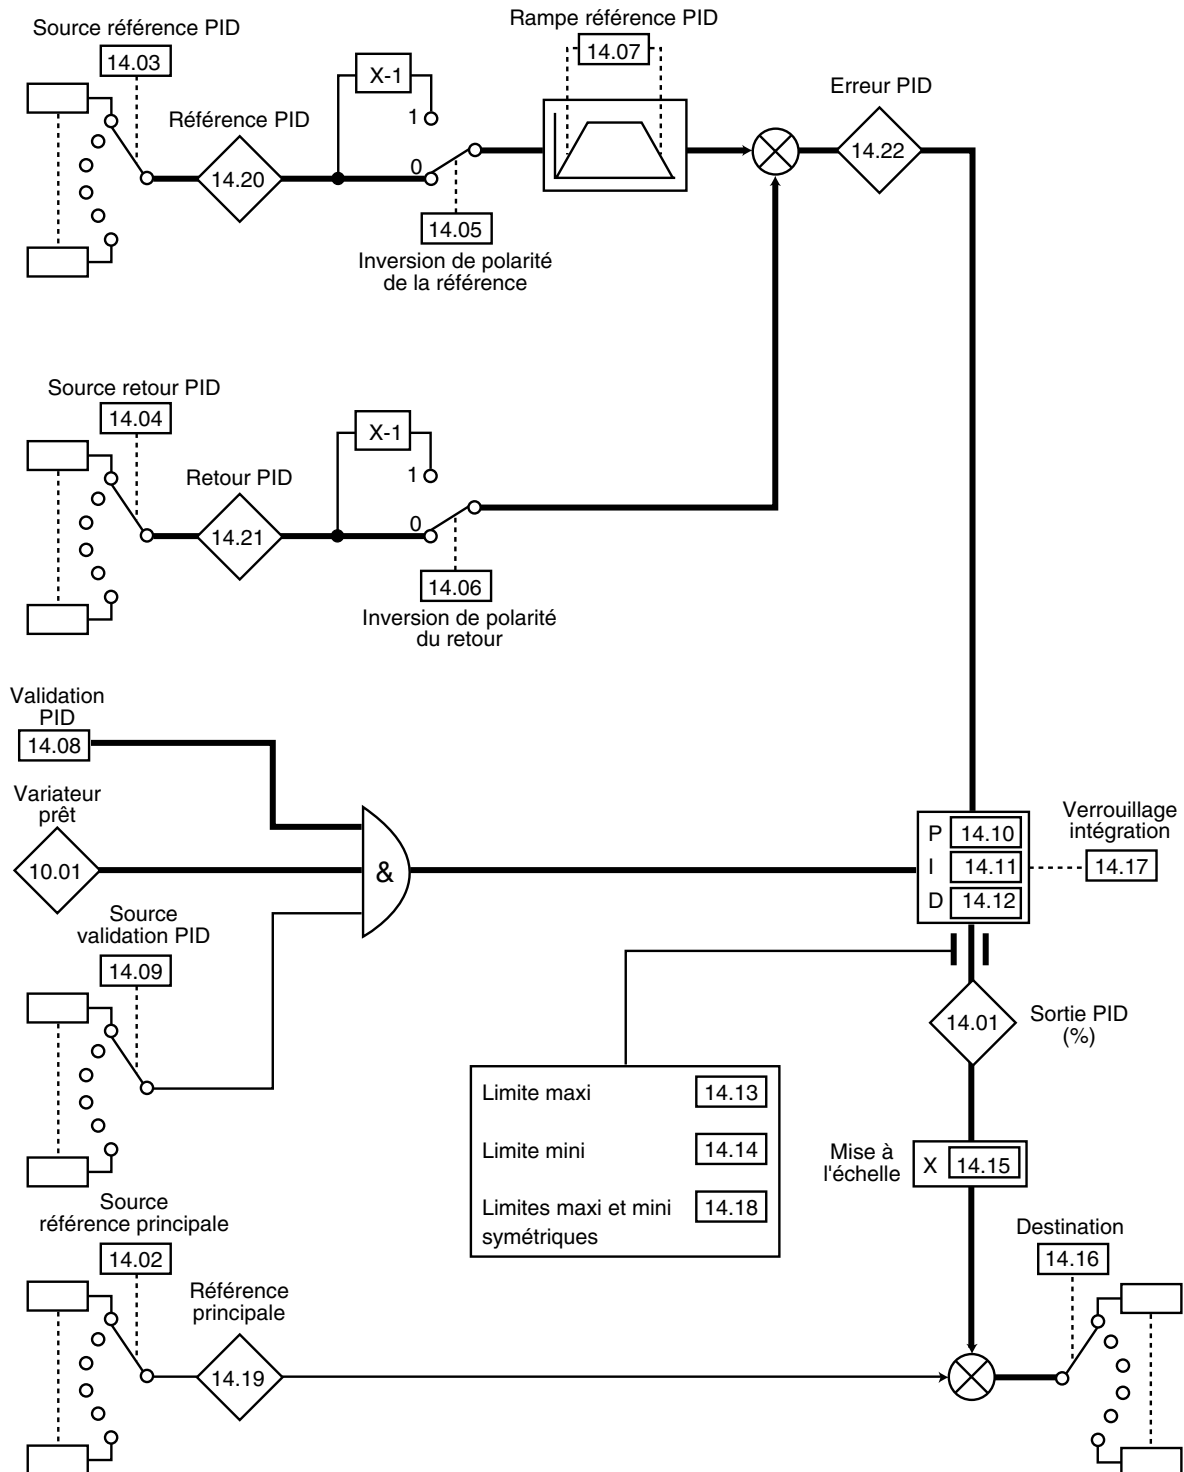 Rampe référence PID
Source référence PID
14.03
14.07
X-1
Erreur PID
Référence PID
1
14.20
0
14.22
14.05
Inversion de polarité
de la référence
Source retour PID
14.04
X-1
Retour PID
1
14.21
0
14.06
Inversion de polarité
du retour
Validation
PID
14.08
Variateur
prêt
10.01
&
Verrouillage
intégration
P 14.10
I 14.11
D 14.12
14.17
Source
validation PID
14.09
14.01
Sortie PID
(%)
Limite maxi 14.13
Limite mini 14.14
Limites maxi et mini 14.18
symétriques
Mise à
l'échelle
X 14.15
Source
référence principale
14.02
Destination
14.16
Référence
principale
14.19